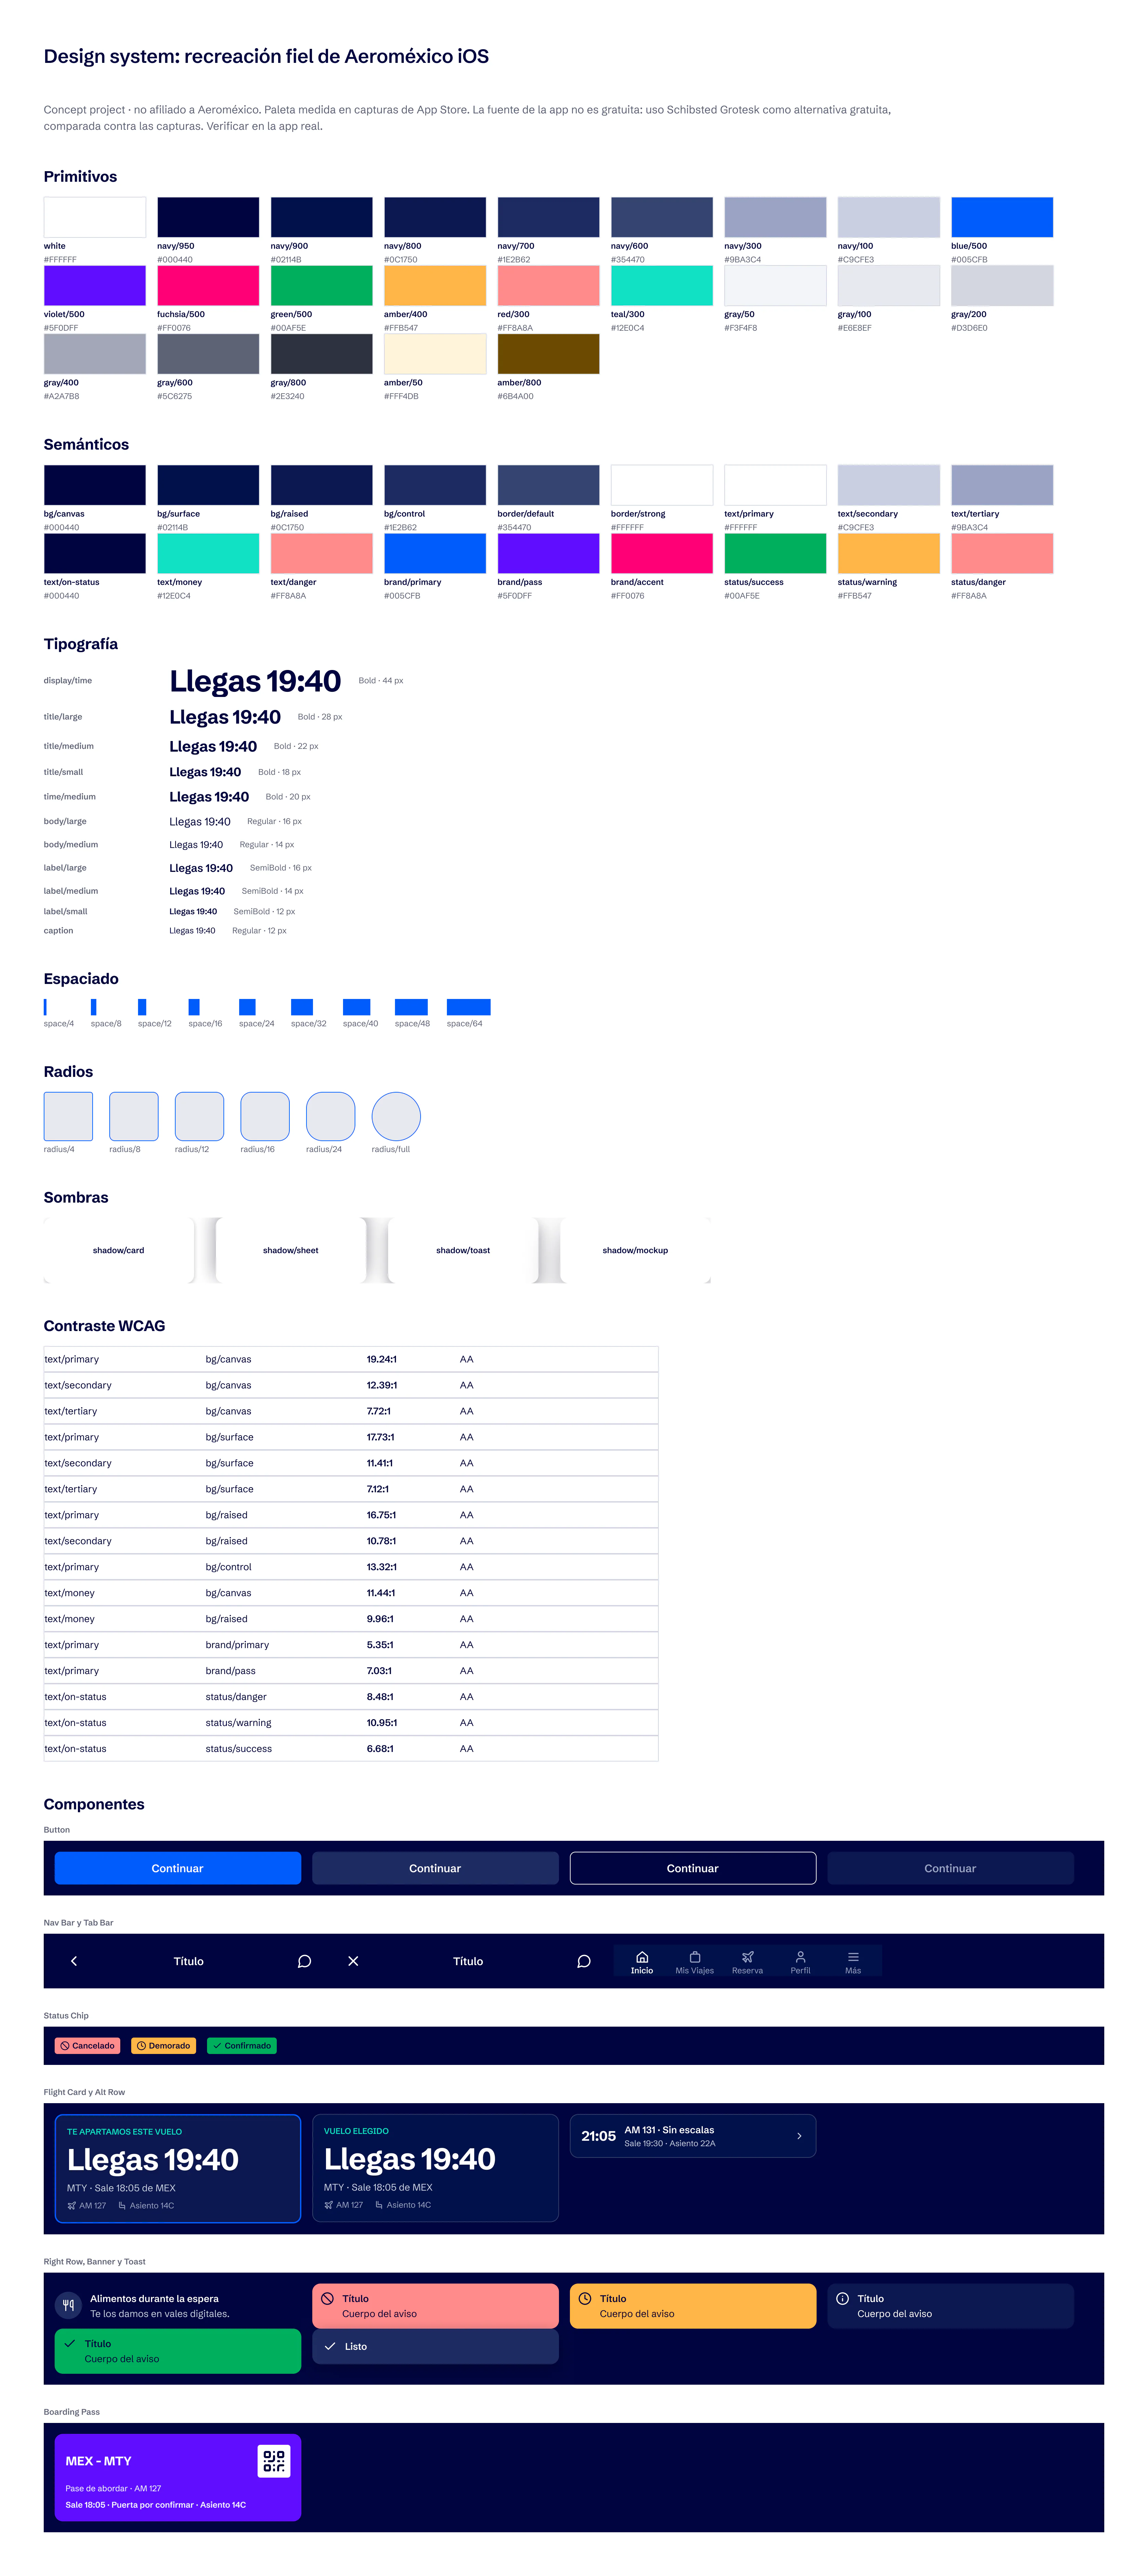 Design system: recreación fiel de Aeroméxico iOS
Concept project · no afiliado a Aeroméxico. Paleta medida en capturas de App Store. La fuente de la app no es gratuita: uso Schibsted Grotesk como alternativa gratuita,
comparada contra las capturas. Verificar en la app real.
Primitivos
white navy/950 navy/900 navy/800 navy/700 navy/600 navy/300 navy/100 blue/500
#FFFFFF #000440 #02114B #0C1750 #1E2B62 #354470 #9BA3C4 #C9CFE3 #005CFB
violet/500 fuchsia/500 green/500 amber/400 red/300 teal/300 gray/50 gray/100 gray/200
#5F0DFF #FF0076 #00AF5E #FFB547 #FF8A8A #12E0C4 #F3F4F8 #E6E8EF #D3D6E0
gray/400 gray/600 gray/800 amber/50 amber/800
#A2A7B8 #5C6275 #2E3240 #FFF4DB #6B4A00
Semánticos
bg/canvas bg/surface bg/raised bg/control border/default border/strong text/primary text/secondary text/tertiary
#000440 #02114B #0C1750 #1E2B62 #354470 #FFFFFF #FFFFFF #C9CFE3 #9BA3C4
text/on-status text/money text/danger brand/primary brand/pass brand/accent status/success status/warning status/danger
#000440 #12E0C4 #FF8A8A #005CFB #5F0DFF #FF0076 #00AF5E #FFB547 #FF8A8A
Tipografía
display/time Llegas 19:40 Bold · 44 px
title/large Llegas 19:40 Bold · 28 px
title/medium Llegas 19:40 Bold · 22 px
title/small Llegas 19:40 Bold · 18 px
time/medium Llegas 19:40 Bold · 20 px
body/large Llegas 19:40 Regular · 16 px
body/medium Llegas 19:40 Regular · 14 px
label/large Llegas 19:40 SemiBold · 16 px
label/medium Llegas 19:40 SemiBold · 14 px
label/small Llegas 19:40 SemiBold · 12 px
caption Llegas 19:40 Regular · 12 px
Espaciado
space/4 space/8 space/12 space/16 space/24 space/32 space/40 space/48 space/64
Radios
radius/4 radius/8 radius/12 radius/16 radius/24 radius/full
Sombras
shadow/card shadow/sheet shadow/toast shadow/mockup
Contraste WCAG
text/primary bg/canvas 19.24:1 AA
text/secondary bg/canvas 12.39:1 AA
text/tertiary bg/canvas 7.72:1 AA
text/primary bg/surface 17.73:1 AA
text/secondary bg/surface 11.41:1 AA
text/tertiary bg/surface 7.12:1 AA
text/primary bg/raised 16.75:1 AA
text/secondary bg/raised 10.78:1 AA
text/primary bg/control 13.32:1 AA
text/money bg/canvas 11.44:1 AA
text/money bg/raised 9.96:1 AA
text/primary brand/primary 5.35:1 AA
text/primary brand/pass 7.03:1 AA
text/on-status status/danger 8.48:1 AA
text/on-status status/warning 10.95:1 AA
text/on-status status/success 6.68:1 AA
Componentes
Button
Continuar Continuar Continuar Continuar
Nav Bar y Tab Bar
Título Título Inicio Mis Viajes Reserva Perfil Más
Status Chip
Cancelado Demorado Confirmado
Flight Card y Alt Row
TE APARTAMOS ESTE VUELO
Llegas 19:40
MTY · Sale 18:05 de MEX
AM 127 Asiento 14C
VUELO ELEGIDO
Llegas 19:40
MTY · Sale 18:05 de MEX
AM 127 Asiento 14C
21:05 AM 131 · Sin escalas
Sale 19:30 · Asiento 22A
Right Row, Banner y Toast
Alimentos durante la espera
Te los damos en vales digitales.
Título
Cuerpo del aviso
Título
Cuerpo del aviso
Título
Cuerpo del aviso
Título
Cuerpo del aviso
Listo
Boarding Pass
MEX - MTY
Pase de abordar · AM 127
Sale 18:05 · Puerta por confirmar · Asiento 14C